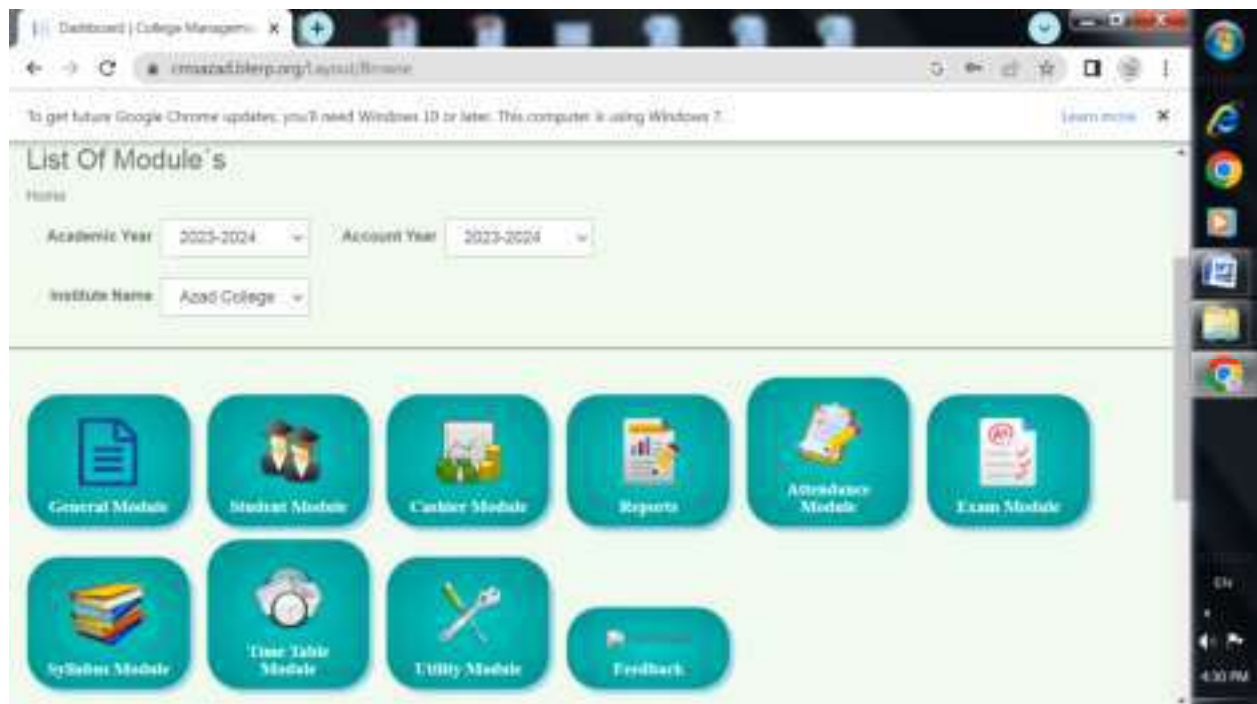 Dashboard | College Manageme
To get future Google Chrome updates, you'll need Windows 10 or later. This computer is using Windows 7.
Learn more
List Of Module´s
Home
Academic Year 2023-2024 Account Year 2023-2024
Institute Name Azad College
General Module Student Module Cashier Module Reports Attendance Module Exam Module
Syllabus Module Time Table Module Utility Module Feedback
EN
4:30 PM